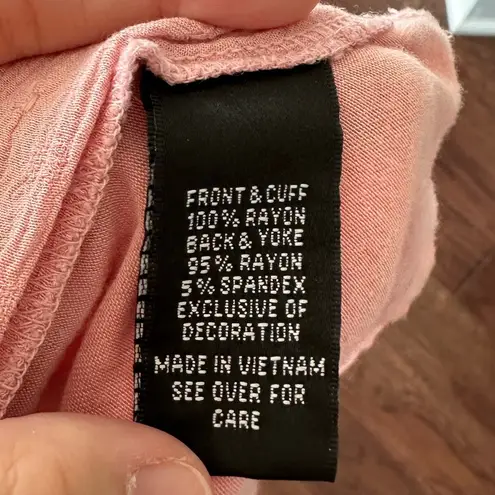 FRONT & CUFF
100% RAYON
BACK & YOKE
95% RAYON
5% SPANDEX
EXCLUSIVE OF
DECORATION
MADE IN VIETNAM
SEE OVER FOR
CARE